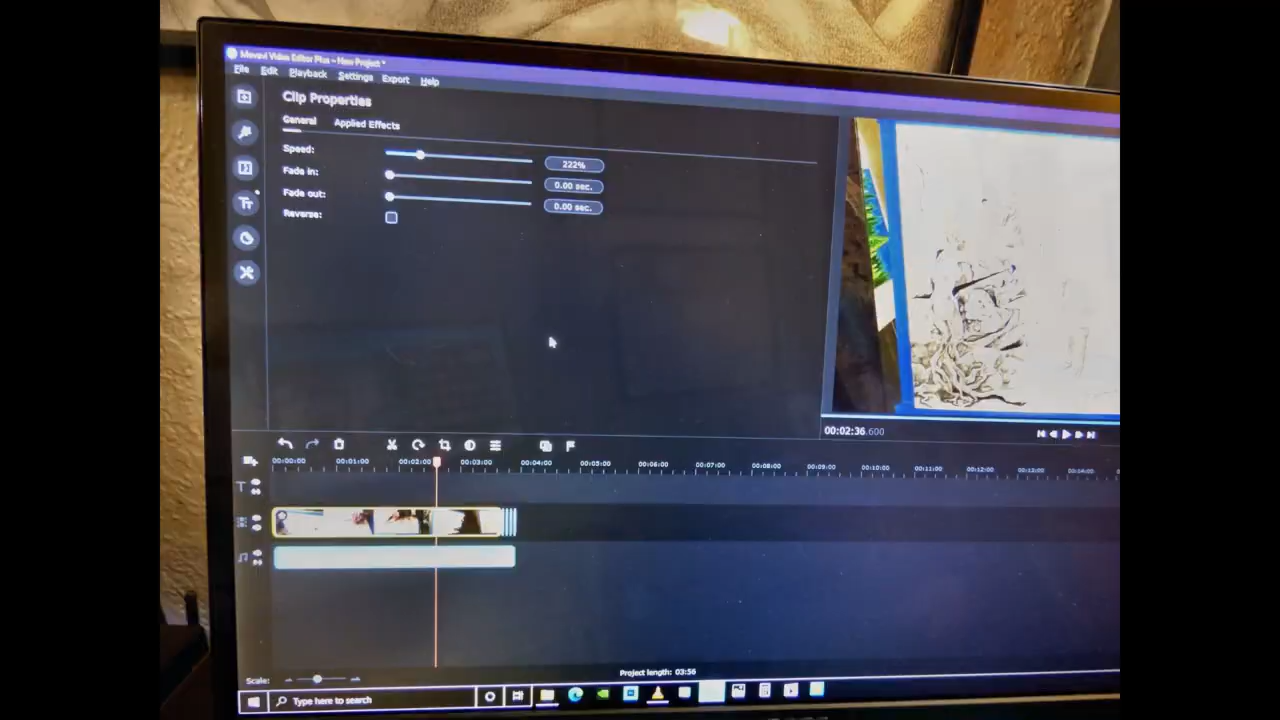 Movavi Video Editor Plus – New Project *
File Edit Playback Settings Export Help
Clip Properties
General Applied Effects
Speed: 222%
Fade in: 0.00 sec.
Fade out: 0.00 sec.
Reverse:
00:02:36.600
00:00:00 00:01:00 00:02:00 00:03:00 00:04:00 00:05:00 00:06:00 00:07:00 00:08:00 00:09:00 00:10:00 00:11:00 00:12:00 00:13:00 00:14:00
Scale:
Project length: 03:56
Type here to search